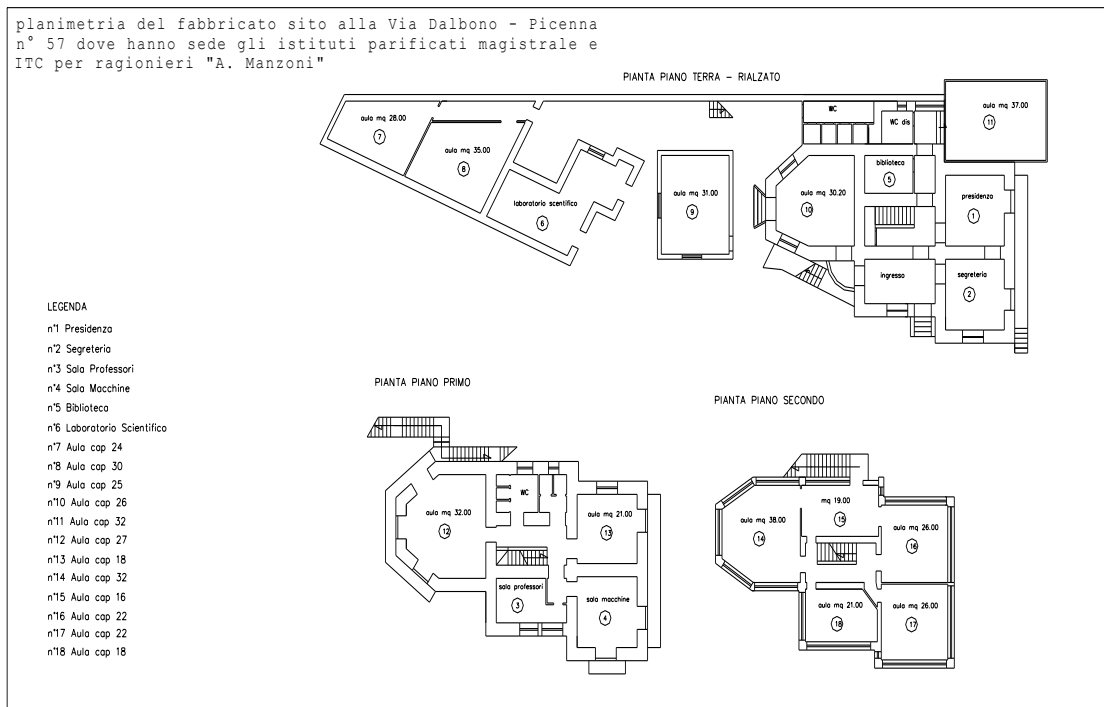 planimetria del fabbricato sito alla Via Dalbono - Picenna
n° 57 dove hanno sede gli istituti parificati magistrale e
ITC per ragionieri "A. Manzoni"
PIANTA PIANO TERRA - RIALZATO
aula mq 28.00
7
aula mq 35.00
8
laboratorio scentifico
6
aula mq 31.00
9
WC
WC dis
aula mq 37.00
11
biblioteca
5
aula mq 30.20
10
presidenza
1
ingresso
segreteria
2
LEGENDA
n°1 Presidenza
n°2 Segreteria
n°3 Sala Professori
n°4 Sala Macchine
n°5 Biblioteca
n°6 Laboratorio Scientifico
n°7 Aula cap 24
n°8 Aula cap 30
n°9 Aula cap 25
n°10 Aula cap 26
n°11 Aula cap 32
n°12 Aula cap 27
n°13 Aula cap 18
n°14 Aula cap 32
n°15 Aula cap 16
n°16 Aula cap 22
n°17 Aula cap 22
n°18 Aula cap 18
PIANTA PIANO PRIMO
WC
aula mq 32.00
12
aula mq 21.00
13
sala professori
3
sala macchine
4
PIANTA PIANO SECONDO
mq 19.00
15
aula mq 38.00
14
aula mq 26.00
16
aula mq 21.00
18
aula mq 26.00
17